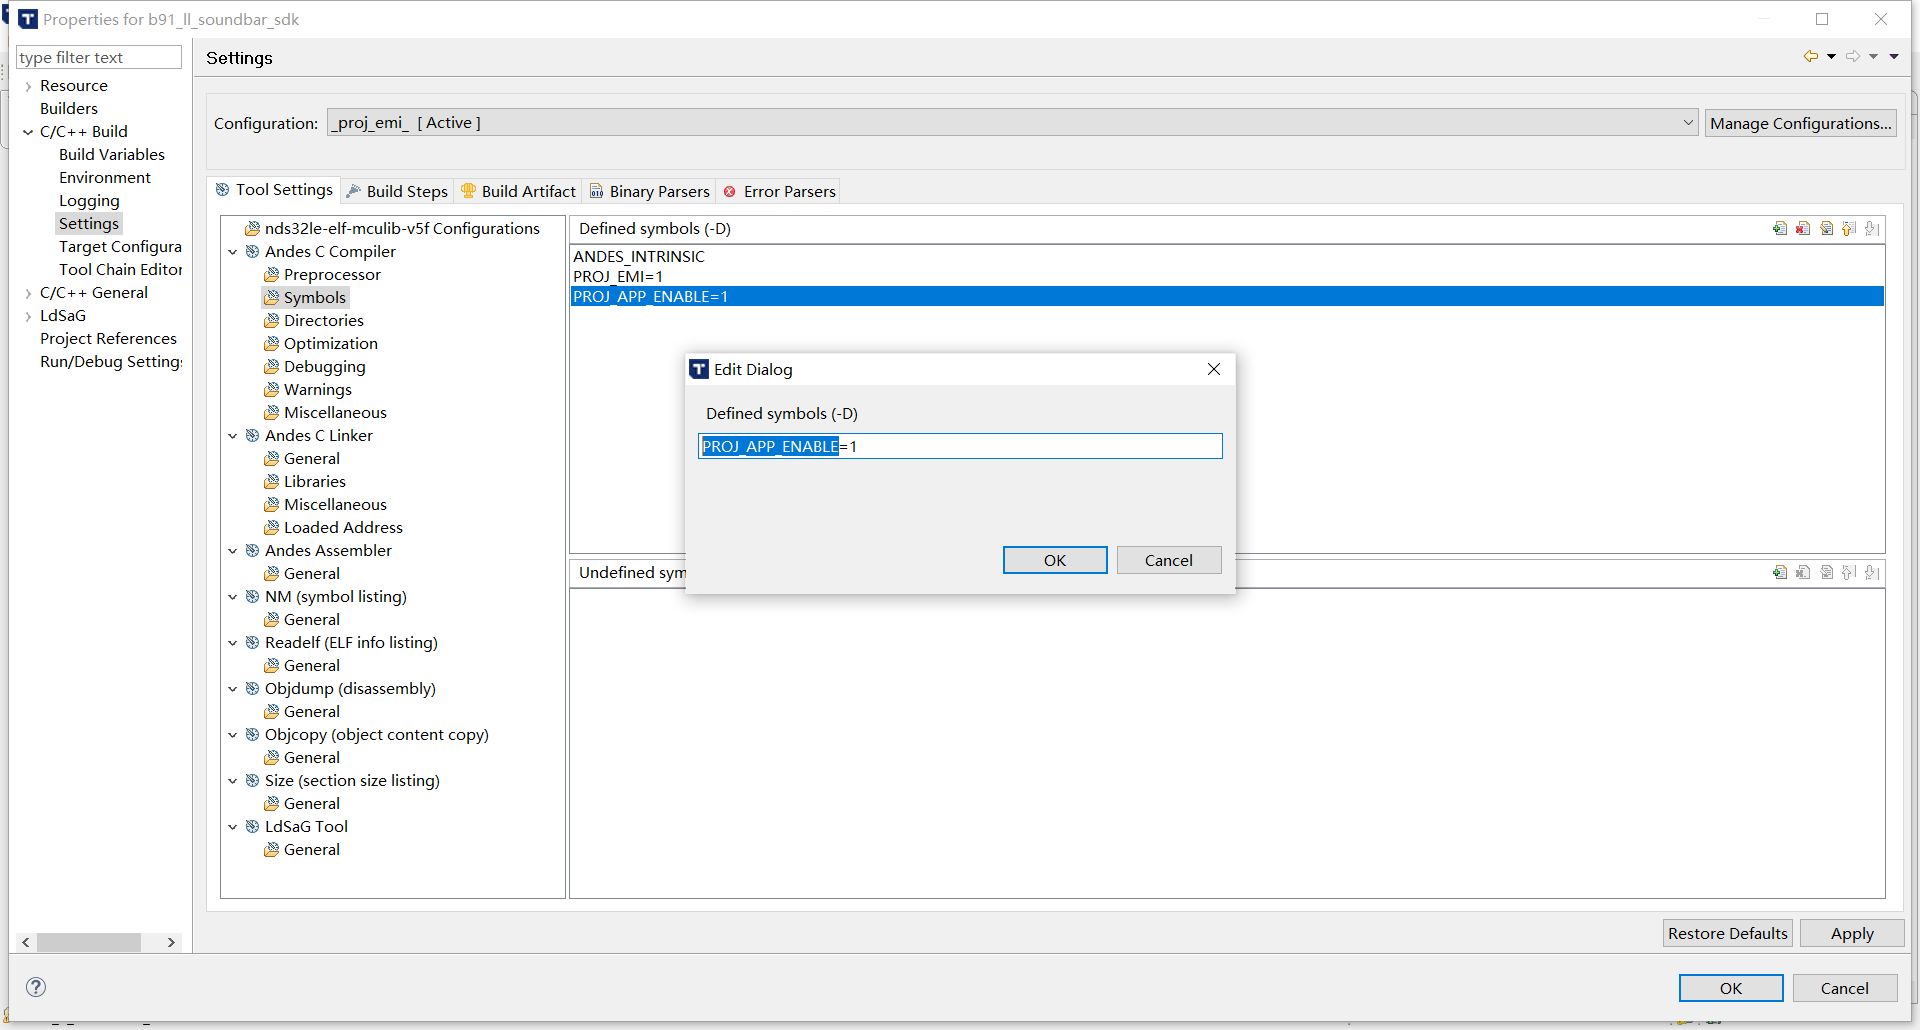 Properties for b91_ll_soundbar_sdk
type filter text
Resource
Builders
C/C++ Build
Build Variables
Environment
Logging
Settings
Target Configura
Tool Chain Editor
C/C++ General
LdSaG
Project References
Run/Debug Settings
Settings
Configuration:
_proj_emi_ [ Active ]
Manage Configurations...
Tool Settings
Build Steps
Build Artifact
Binary Parsers
Error Parsers
nds32le-elf-mculib-v5f Configurations
Andes C Compiler
Preprocessor
Symbols
Directories
Optimization
Debugging
Warnings
Miscellaneous
Andes C Linker
General
Libraries
Miscellaneous
Loaded Address
Andes Assembler
General
NM (symbol listing)
General
Readelf (ELF info listing)
General
Objdump (disassembly)
General
Objcopy (object content copy)
General
Size (section size listing)
General
LdSaG Tool
General
Defined symbols (-D)
ANDES_INTRINSIC
PROJ_EMI=1
PROJ_APP_ENABLE=1
Edit Dialog
Defined symbols (-D)
PROJ_APP_ENABLE=1
OK
Cancel
Undefined sym
Restore Defaults
Apply
OK
Cancel